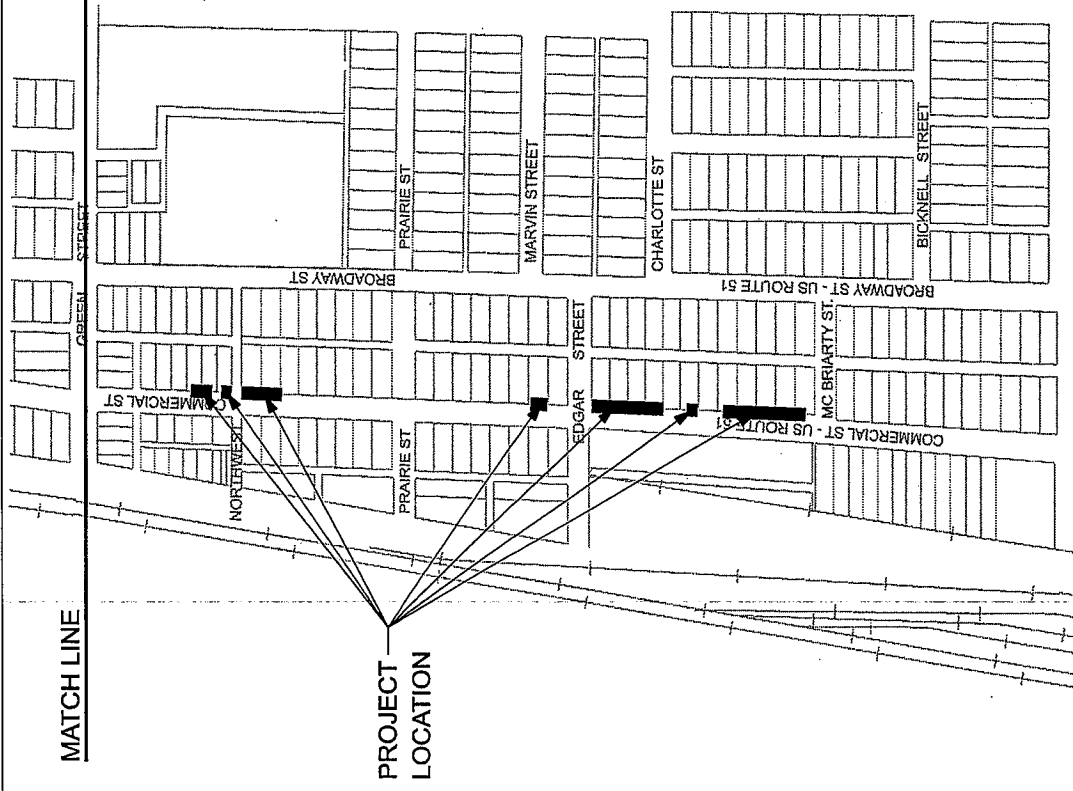 MATCH LINE
GREEN STREET
COMMERCIAL ST
NORTHWEST
BROADWAY ST
PRAIRIE ST
PRAIRIE ST
MARVIN STREET
EDGAR STREET
CHARLOTTE ST
BROADWAY ST - US ROUTE 51
BICKNELL STREET
MC BRIARTY ST.
COMMERCIAL ST - US ROUTE 51
PROJECT
LOCATION